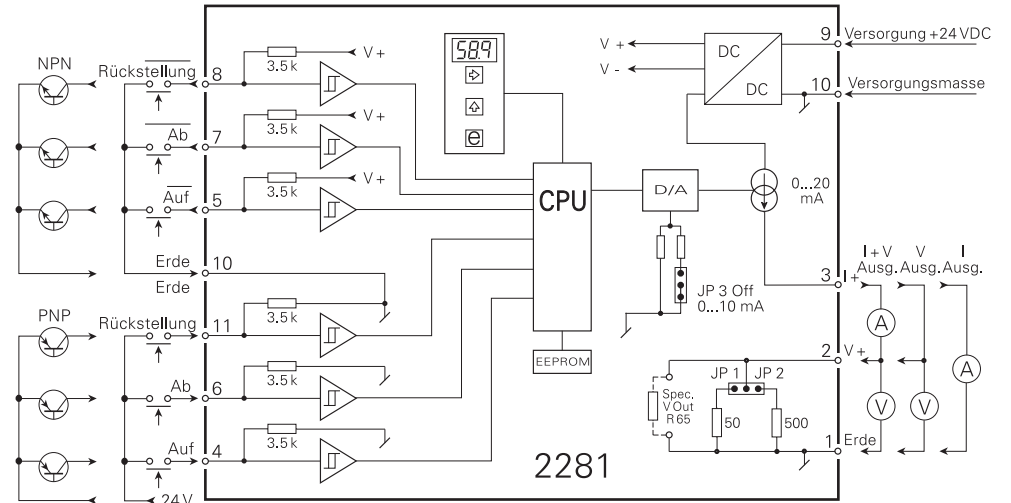 NPN
Rückstellung
8
3.5 k
V +
Ab
7
3.5 k
V +
Auf
5
3.5 k
V +
Erde
10
Erde
PNP
Rückstellung
11
3.5 k
Ab
6
3.5 k
Auf
4
3.5 k
24 V
58.9
e
CPU
EEPROM
D/A
JP 3 Off
0...10 mA
V +
V -
DC
DC
9
Versorgung +24 VDC
10
Versorgungsmasse
0...20
mA
3
I +
I + V
Ausg.
V
Ausg.
I
Ausg.
A
V
V
A
2
V +
JP 1
JP 2
Spec.
V Out
R 65
50
500
1
Erde
2281